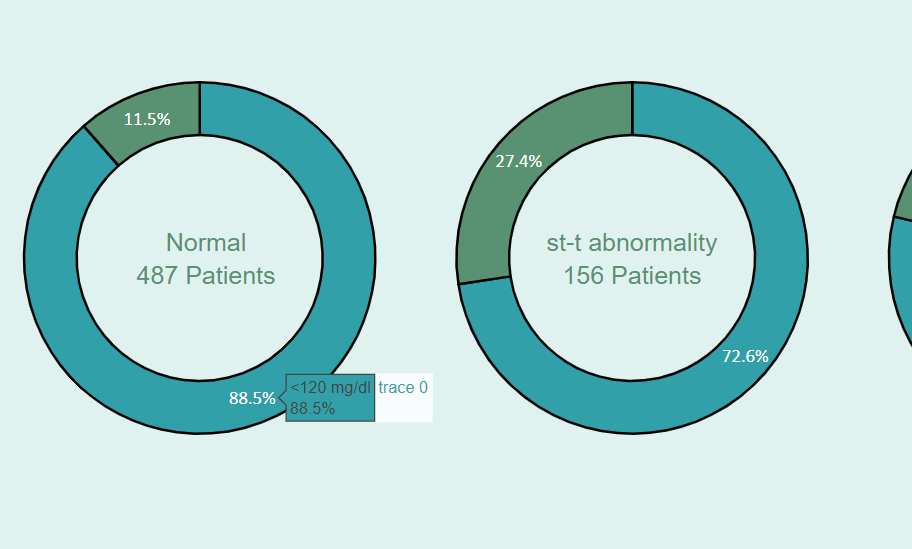 11.5%
Normal
487 Patients
88.5%
<120 mg/dl trace 0
88.5%
27.4%
st-t abnormality
156 Patients
72.6%